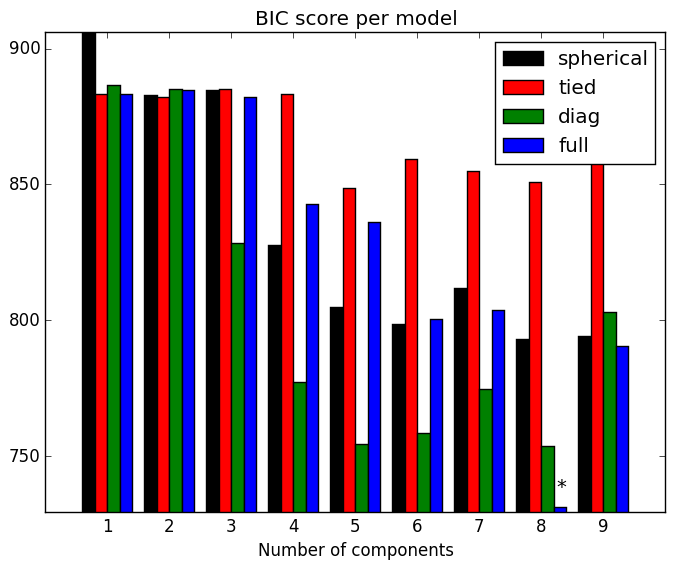 BIC score per model
900
850
800
750
spherical
tied
diag
full
*
1 2 3 4 5 6 7 8 9
Number of components